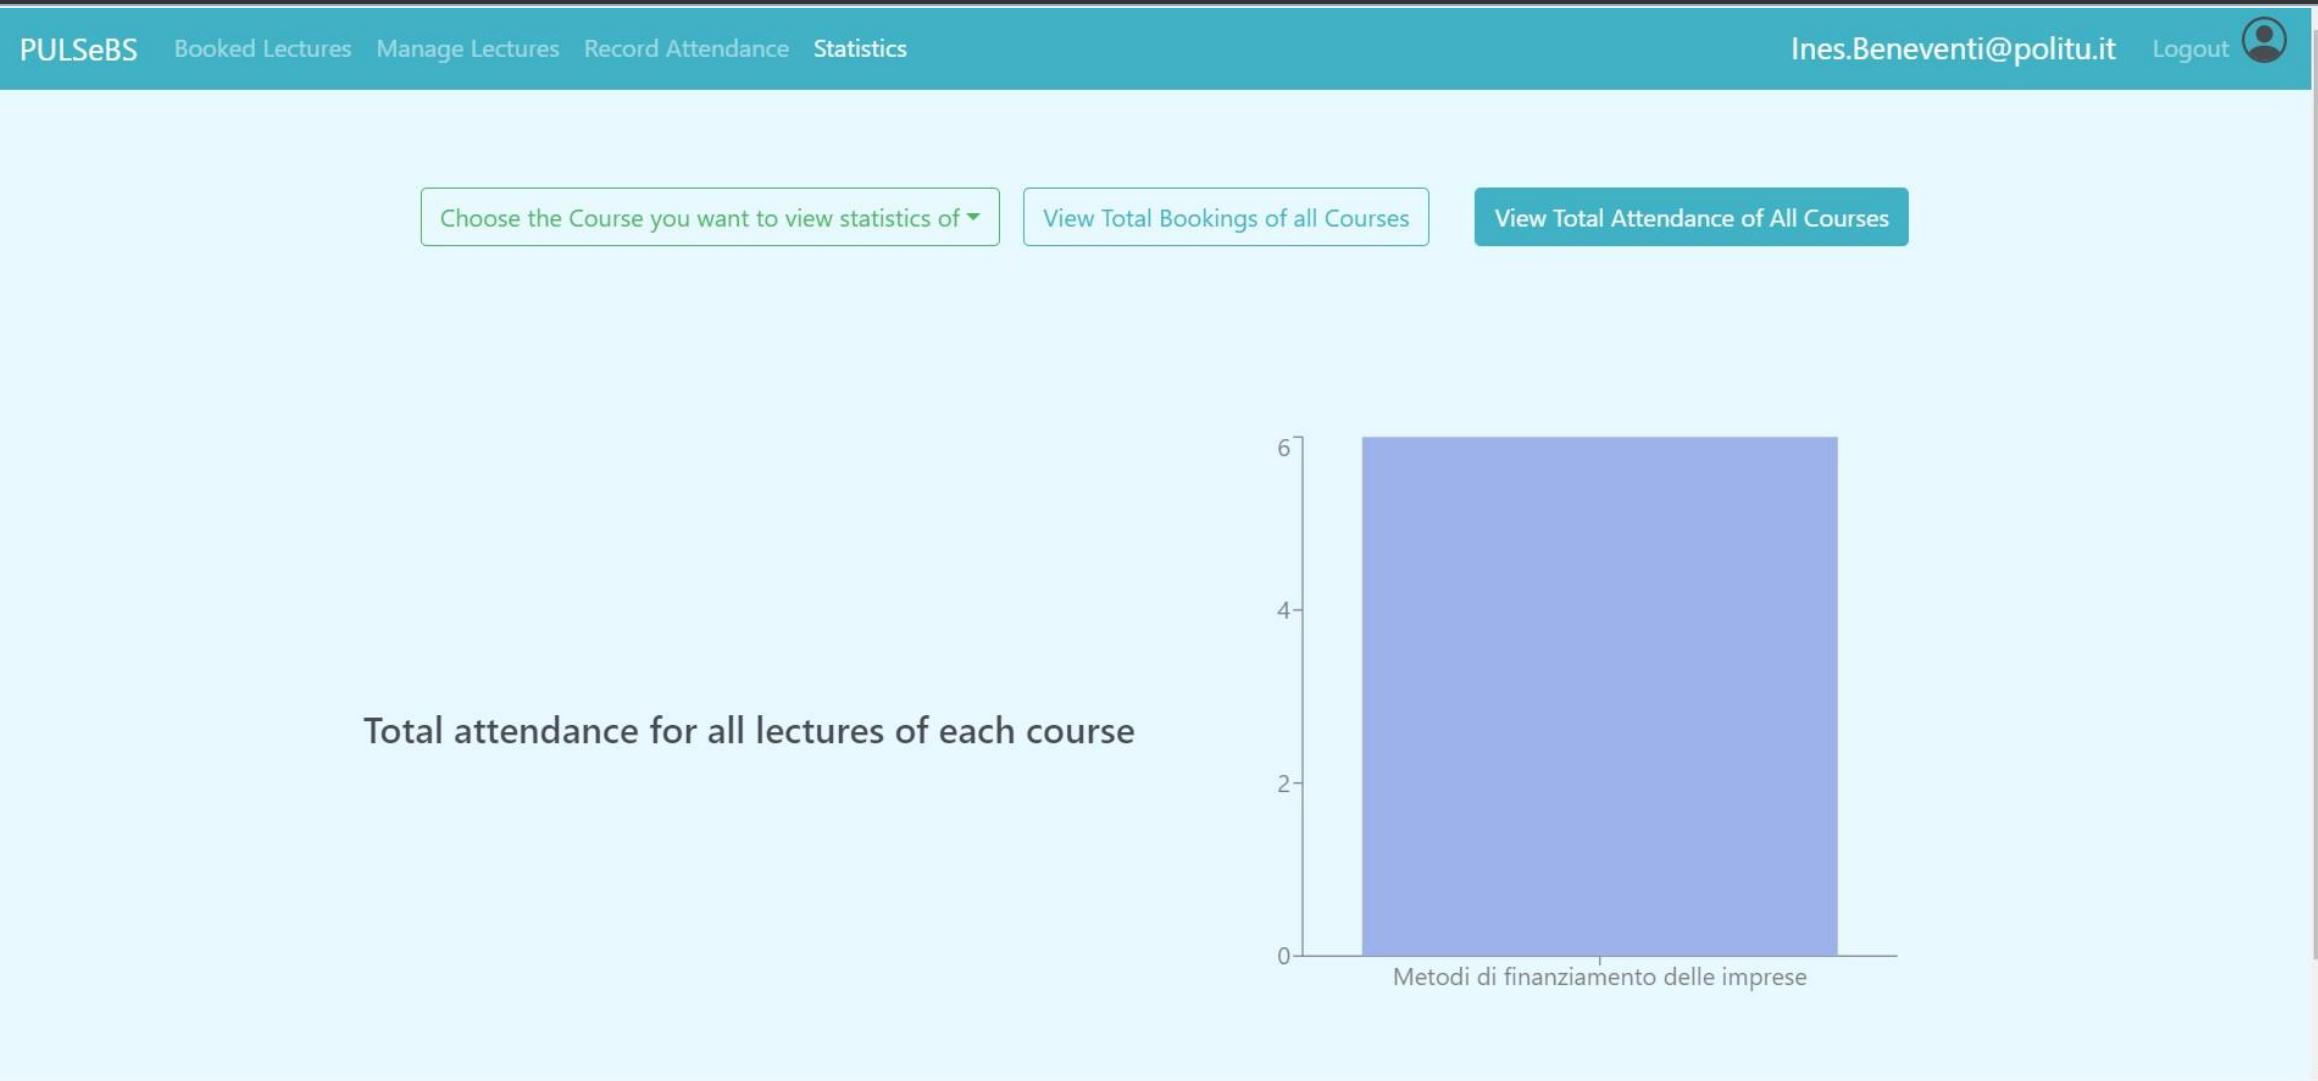 PULSeBS Booked Lectures Manage Lectures Record Attendance Statistics Ines.Beneventi@politu.it Logout
Choose the Course you want to view statistics of View Total Bookings of all Courses View Total Attendance of All Courses
Total attendance for all lectures of each course
6
4
2
0
Metodi di finanziamento delle imprese